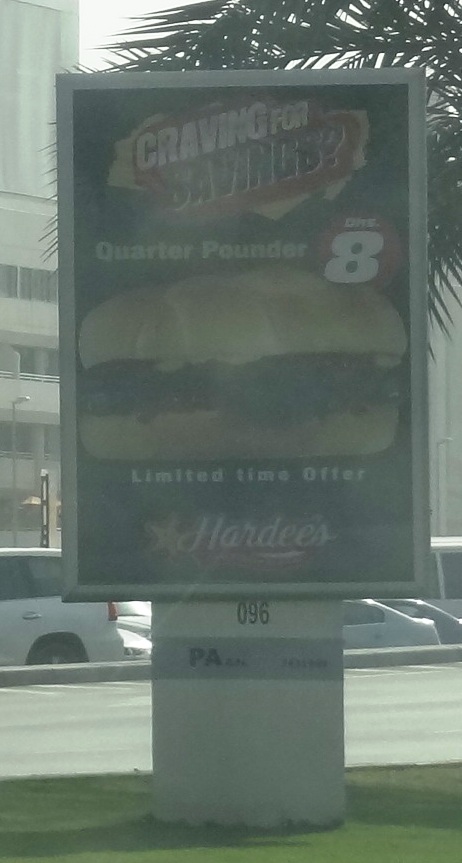 CRAVING FOR
SAVINGS?
DHS.
Quarter Pounder 8
Limited time Offer
Hardee's
096
PA